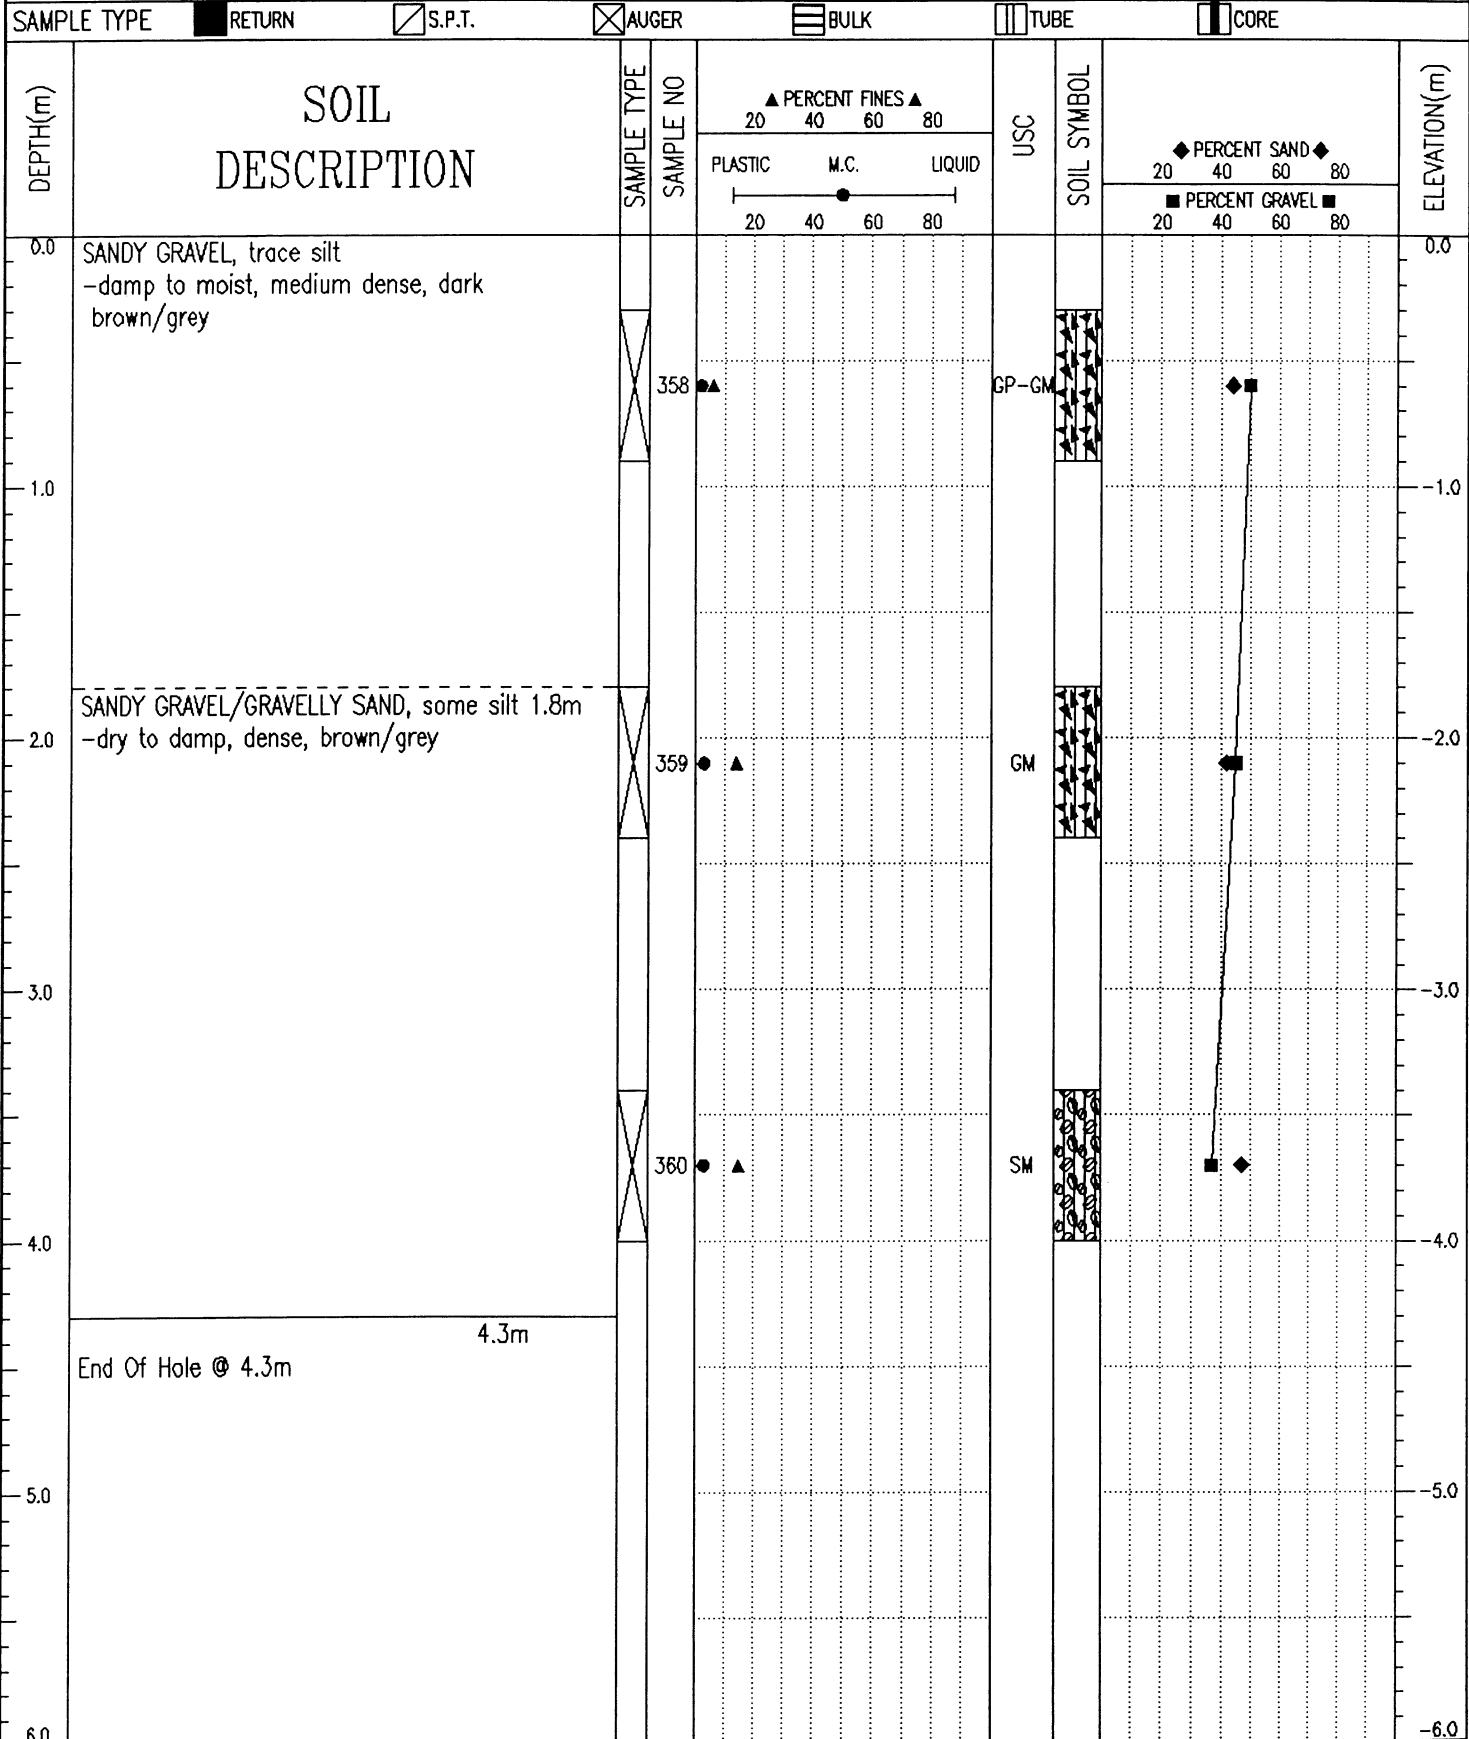 SAMPLE TYPE RETURN S.P.T. AUGER BULK TUBE CORE
DEPTH(m)
SOIL
DESCRIPTION
SAMPLE TYPE
SAMPLE NO
▲ PERCENT FINES ▲
20 40 60 80
PLASTIC M.C. LIQUID
20 40 60 80
USC
SOIL SYMBOL
◆ PERCENT SAND ◆
20 40 60 80
■ PERCENT GRAVEL ■
20 40 60 80
ELEVATION(m)
0.0 SANDY GRAVEL, trace silt 0.0
-damp to moist, medium dense, dark
brown/grey
358 GP-GM
1.0 -1.0
SANDY GRAVEL/GRAVELLY SAND, some silt 1.8m
2.0 -dry to damp, dense, brown/grey -2.0
359 GM
3.0 -3.0
360 SM
4.0 -4.0
4.3m
End Of Hole @ 4.3m
5.0 -5.0
6.0 -6.0